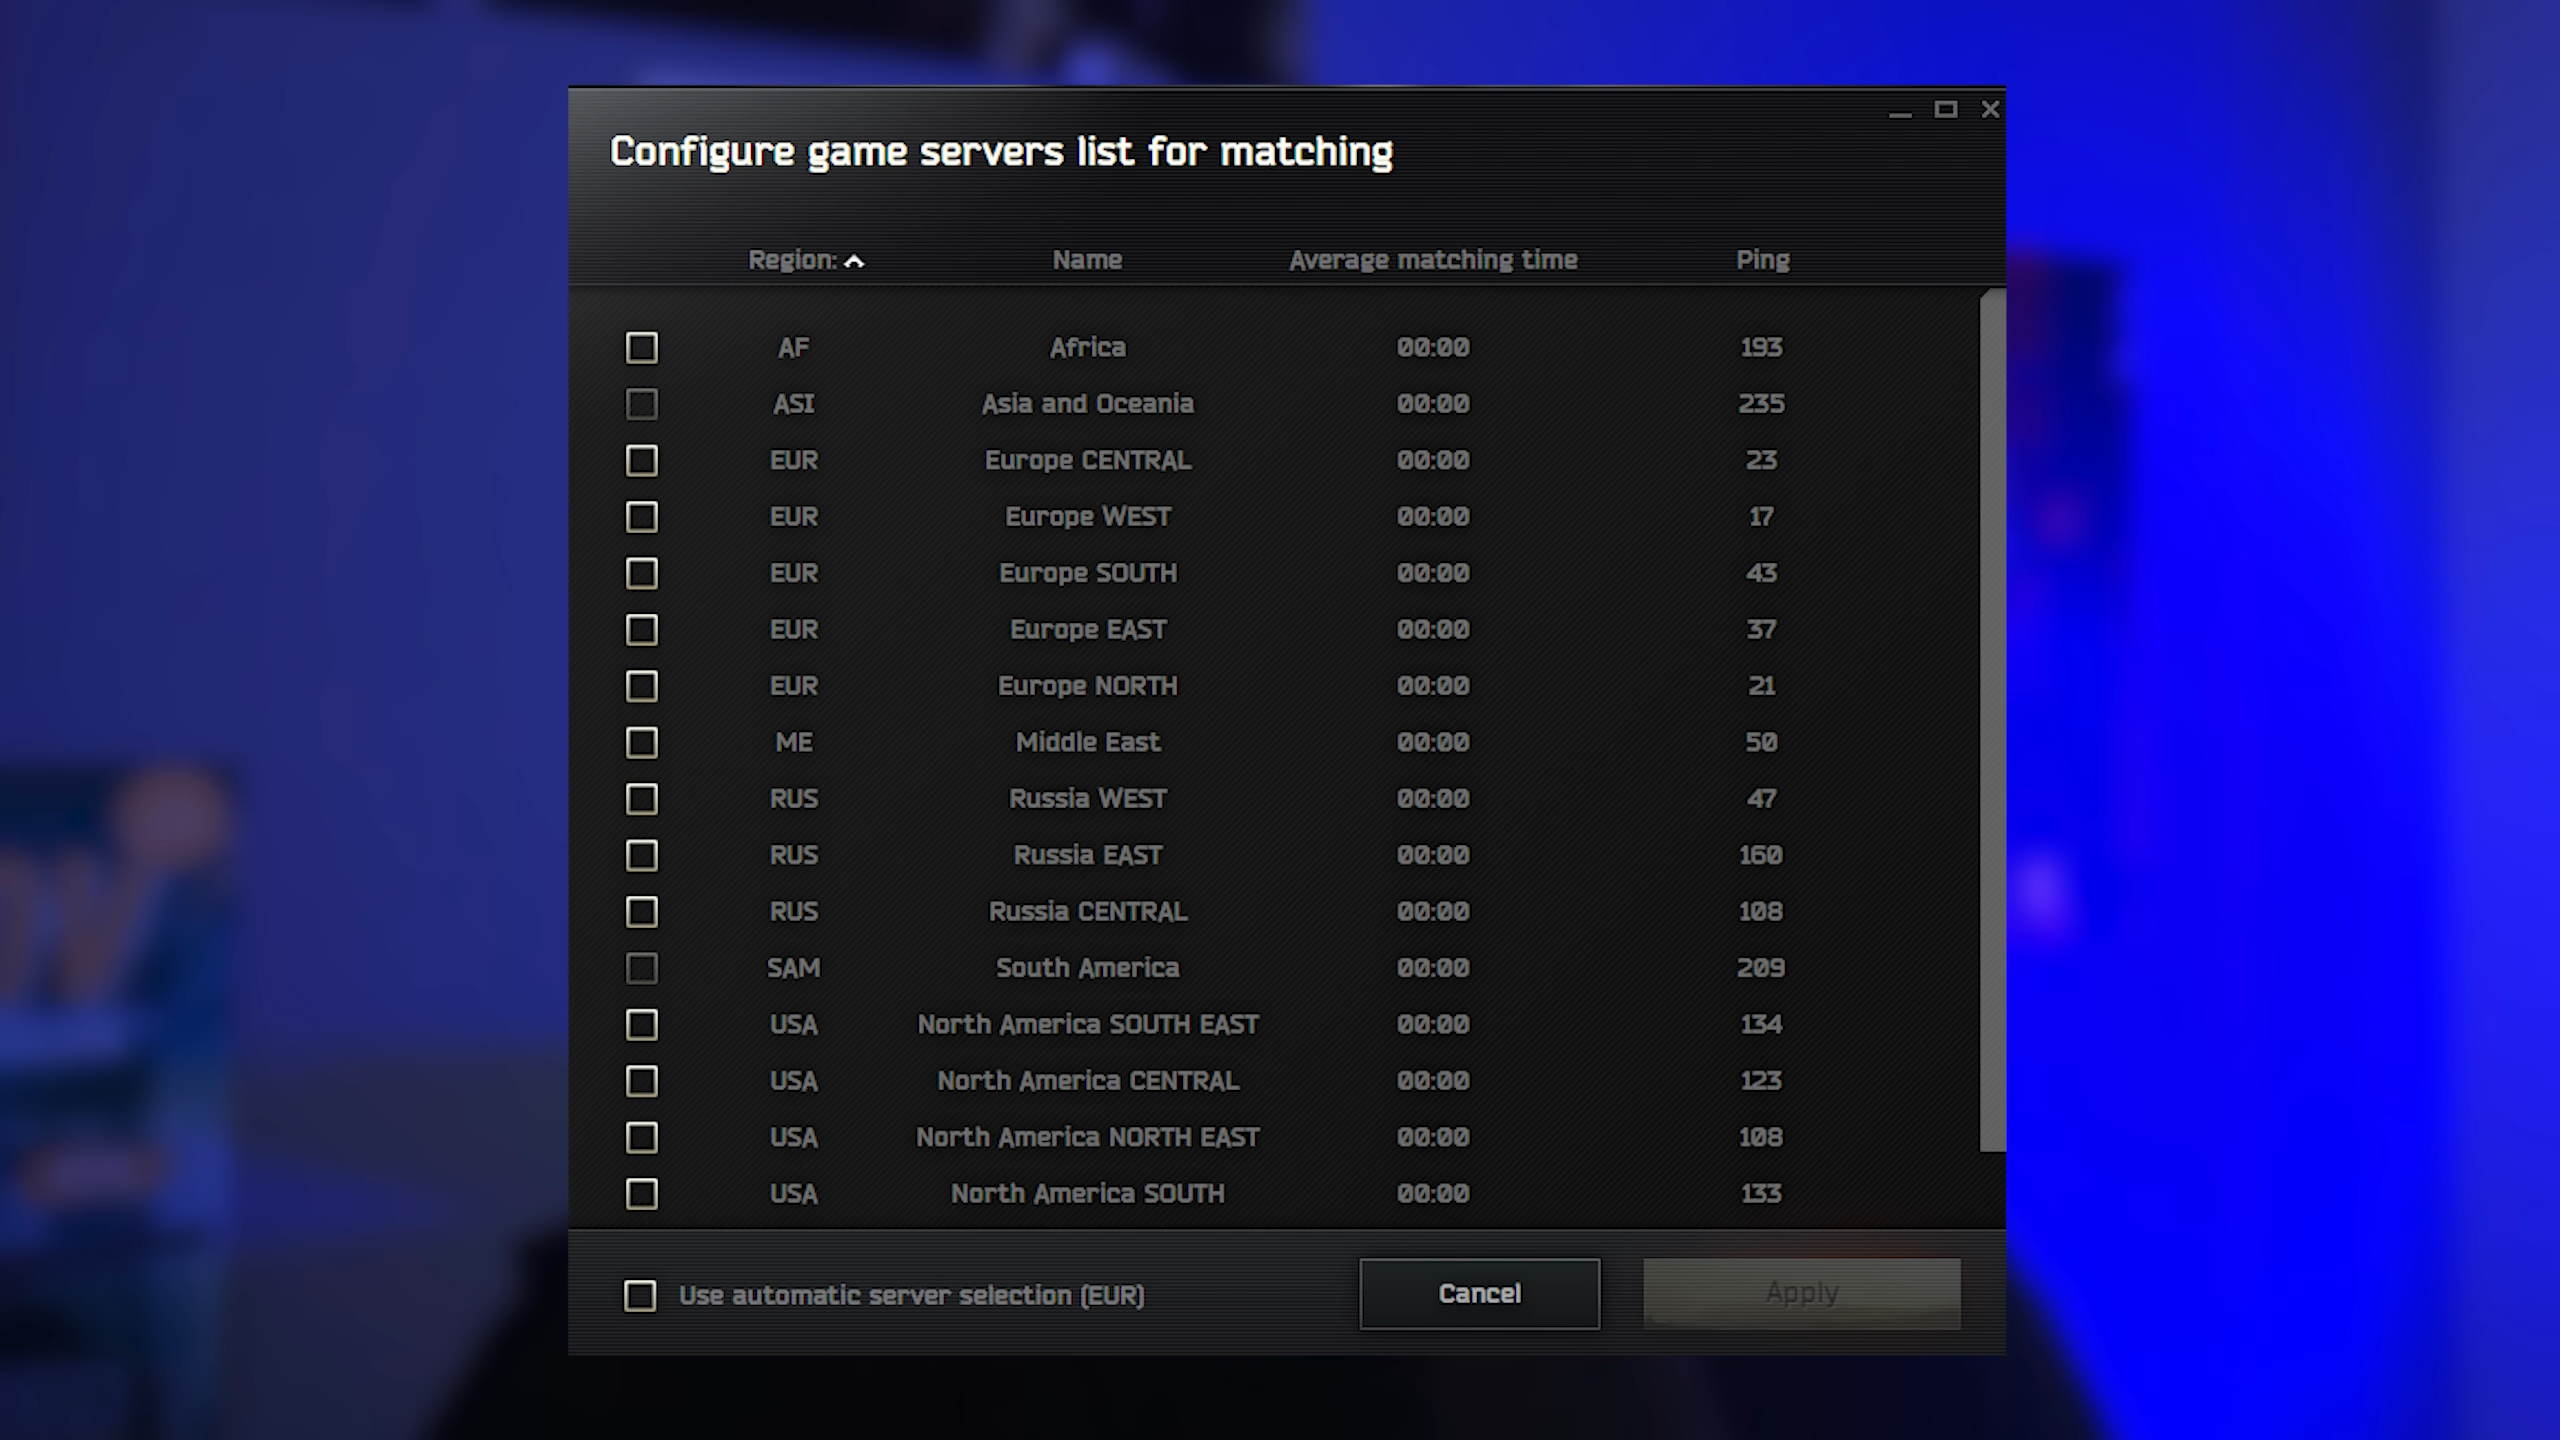 Configure game servers list for matching
Region: Name Average matching time Ping
AF Africa 00:00 193
ASI Asia and Oceania 00:00 235
EUR Europe CENTRAL 00:00 23
EUR Europe WEST 00:00 17
EUR Europe SOUTH 00:00 43
EUR Europe EAST 00:00 37
EUR Europe NORTH 00:00 21
ME Middle East 00:00 50
RUS Russia WEST 00:00 47
RUS Russia EAST 00:00 160
RUS Russia CENTRAL 00:00 108
SAM South America 00:00 209
USA North America SOUTH EAST 00:00 134
USA North America CENTRAL 00:00 123
USA North America NORTH EAST 00:00 108
USA North America SOUTH 00:00 133
Use automatic server selection (EUR) Cancel Apply